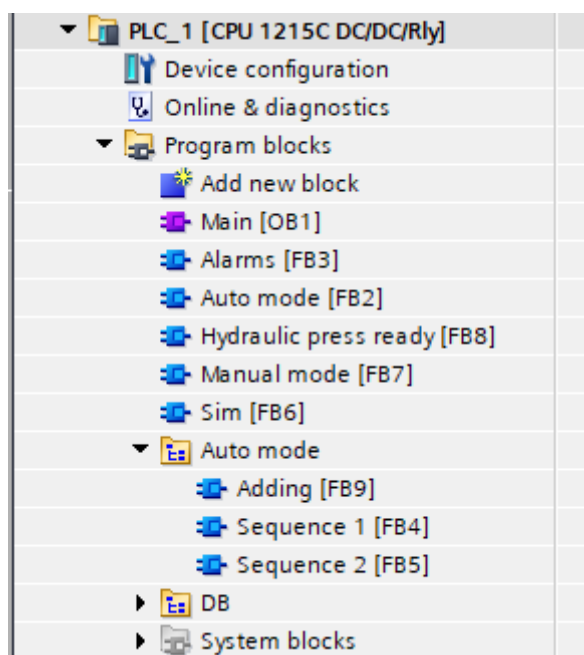 PLC_1 [CPU 1215C DC/DC/Rly]
Device configuration
Online & diagnostics
Program blocks
Add new block
Main [OB1]
Alarms [FB3]
Auto mode [FB2]
Hydraulic press ready [FB8]
Manual mode [FB7]
Sim [FB6]
Auto mode
Adding [FB9]
Sequence 1 [FB4]
Sequence 2 [FB5]
DB
System blocks